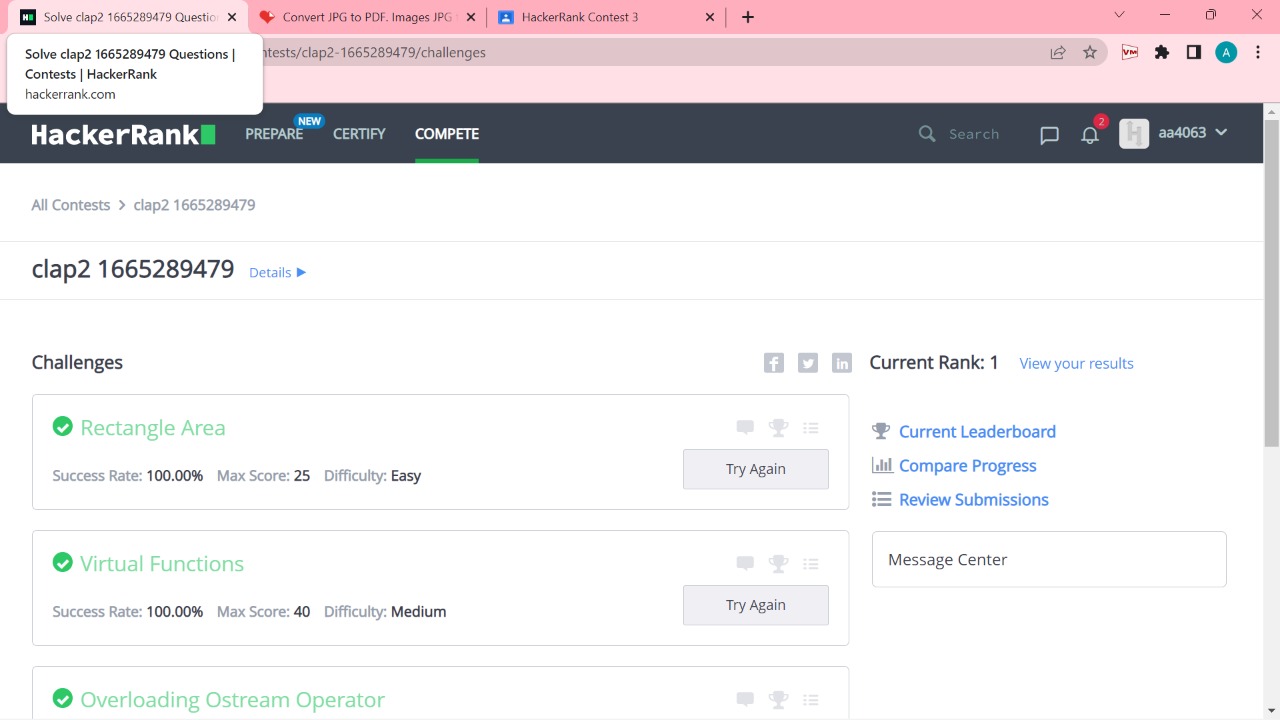 Solve clap2 1665289479 Questio
Convert JPG to PDF. Images JPG
HackerRank Contest 3
Solve clap2 1665289479 Questions |
Contests | HackerRank
hackerrank.com
ntests/clap2-1665289479/challenges
VM
A
HackerRank
PREPARE
NEW
CERTIFY
COMPETE
Search
2
H
aa4063
All Contests > clap2 1665289479
clap2 1665289479 Details
Challenges
Current Rank: 1 View your results
Rectangle Area
Success Rate: 100.00% Max Score: 25 Difficulty: Easy
Try Again
Current Leaderboard
Compare Progress
Review Submissions
Message Center
Virtual Functions
Success Rate: 100.00% Max Score: 40 Difficulty: Medium
Try Again
Overloading Ostream Operator